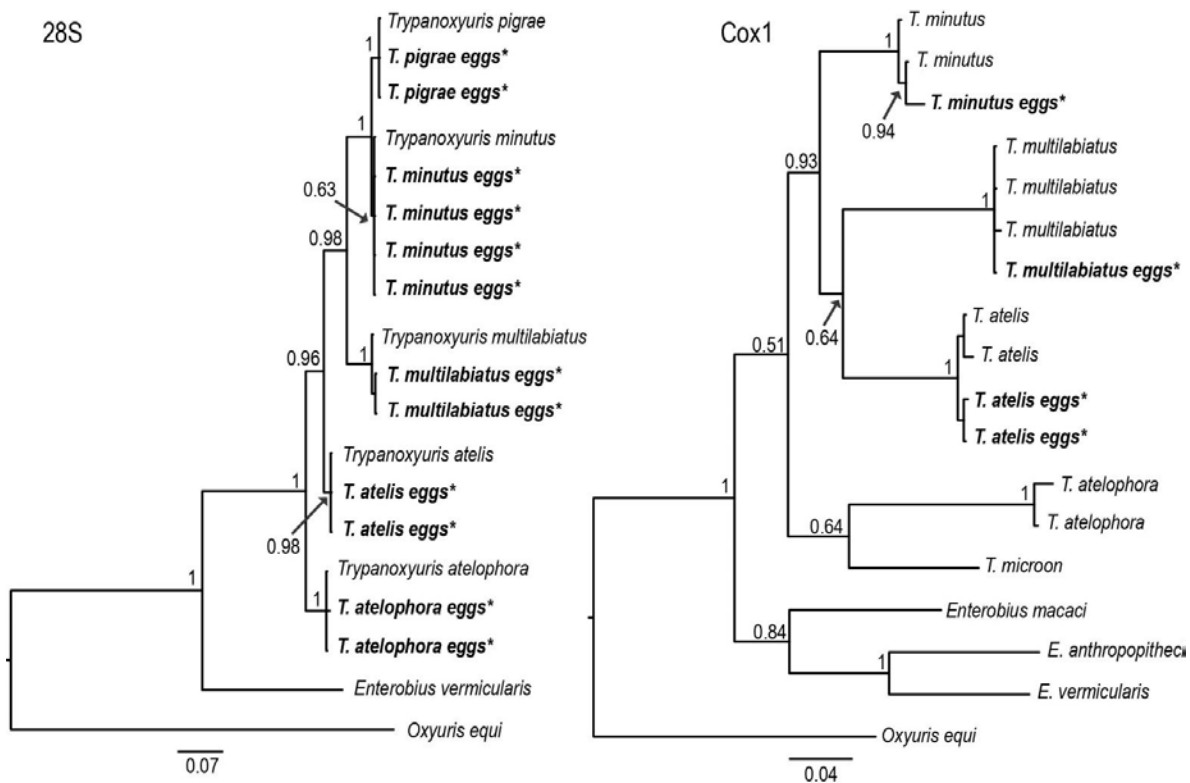 28S
Trypanoxyuris pigrae
T. pigrae eggs*
T. pigrae eggs*
Trypanoxyuris minutus
T. minutus eggs*
T. minutus eggs*
T. minutus eggs*
T. minutus eggs*
Trypanoxyuris multilabiatus
T. multilabiatus eggs*
T. multilabiatus eggs*
Trypanoxyuris atelis
T. atelis eggs*
T. atelis eggs*
Trypanoxyuris atelophora
T. atelophora eggs*
T. atelophora eggs*
Enterobius vermicularis
Oxyuris equi
1
1
0.63
0.98
1
0.96
0.98
1
1
1
0.07
Cox1
T. minutus
T. minutus
T. minutus eggs*
T. multilabiatus
T. multilabiatus
T. multilabiatus
T. multilabiatus eggs*
T. atelis
T. atelis
T. atelis eggs*
T. atelis eggs*
T. atelophora
T. atelophora
T. microon
Enterobius macaci
E. anthropopitheci
E. vermicularis
Oxyuris equi
1
0.94
0.93
1
0.64
1
0.51
1
0.64
1
0.84
1
0.04